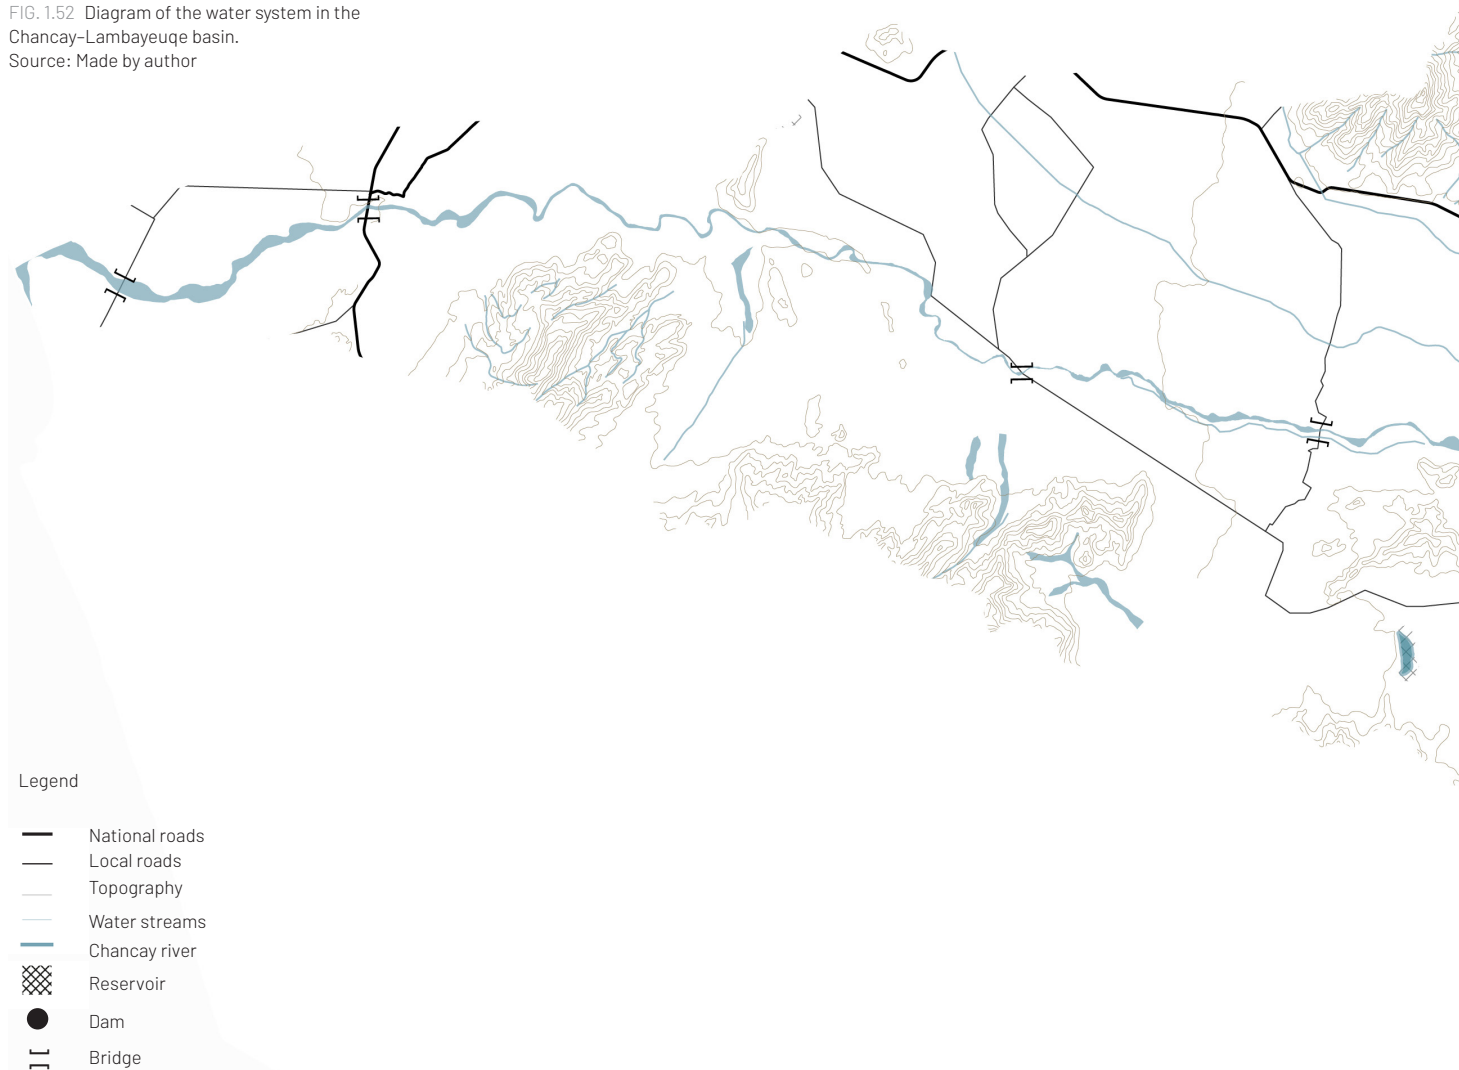 FIG. 1.52 Diagram of the water system in the
Chancay–Lambayeuqe basin.
Source: Made by author
Legend
National roads
Local roads
Topography
Water streams
Chancay river
Reservoir
Dam
Bridge